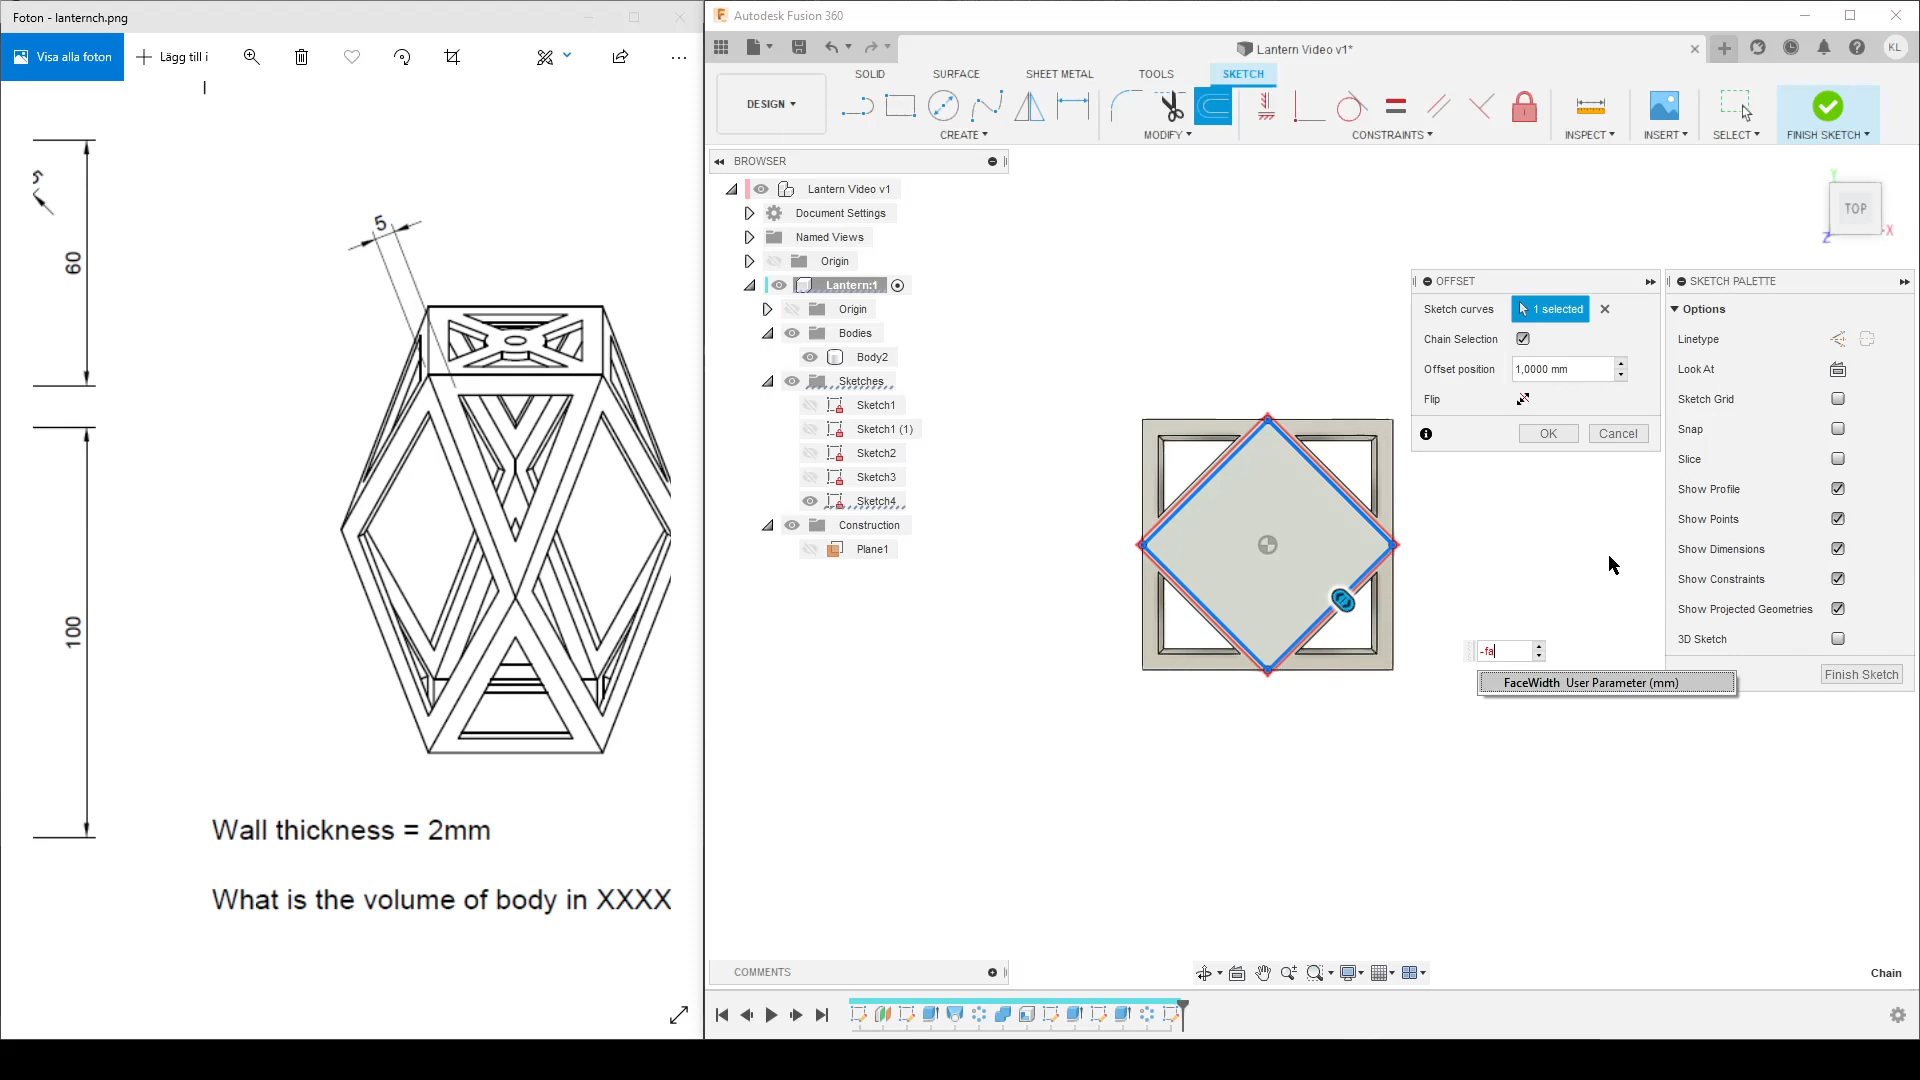 Foton - lanternch.png
Visa alla foton
Lägg till i
5
60
100
Wall thickness = 2mm
What is the volume of body in XXXX
Autodesk Fusion 360
Lantern Video v1*
KL
DESIGN
SOLID
SURFACE
SHEET METAL
TOOLS
SKETCH
CREATE
MODIFY
CONSTRAINTS
INSPECT
INSERT
SELECT
FINISH SKETCH
BROWSER
Lantern Video v1
Document Settings
Named Views
Origin
Lantern:1
Origin
Bodies
Body2
Sketches
Sketch1
Sketch1 (1)
Sketch2
Sketch3
Sketch4
Construction
Plane1
Y
TOP
X
Z
OFFSET
Sketch curves
1 selected
Chain Selection
Offset position
1,0000 mm
Flip
OK
Cancel
SKETCH PALETTE
Options
Linetype
Look At
Sketch Grid
Snap
Slice
Show Profile
Show Points
Show Dimensions
Show Constraints
Show Projected Geometries
3D Sketch
Finish Sketch
-fa
FaceWidth User Parameter (mm)
COMMENTS
Chain